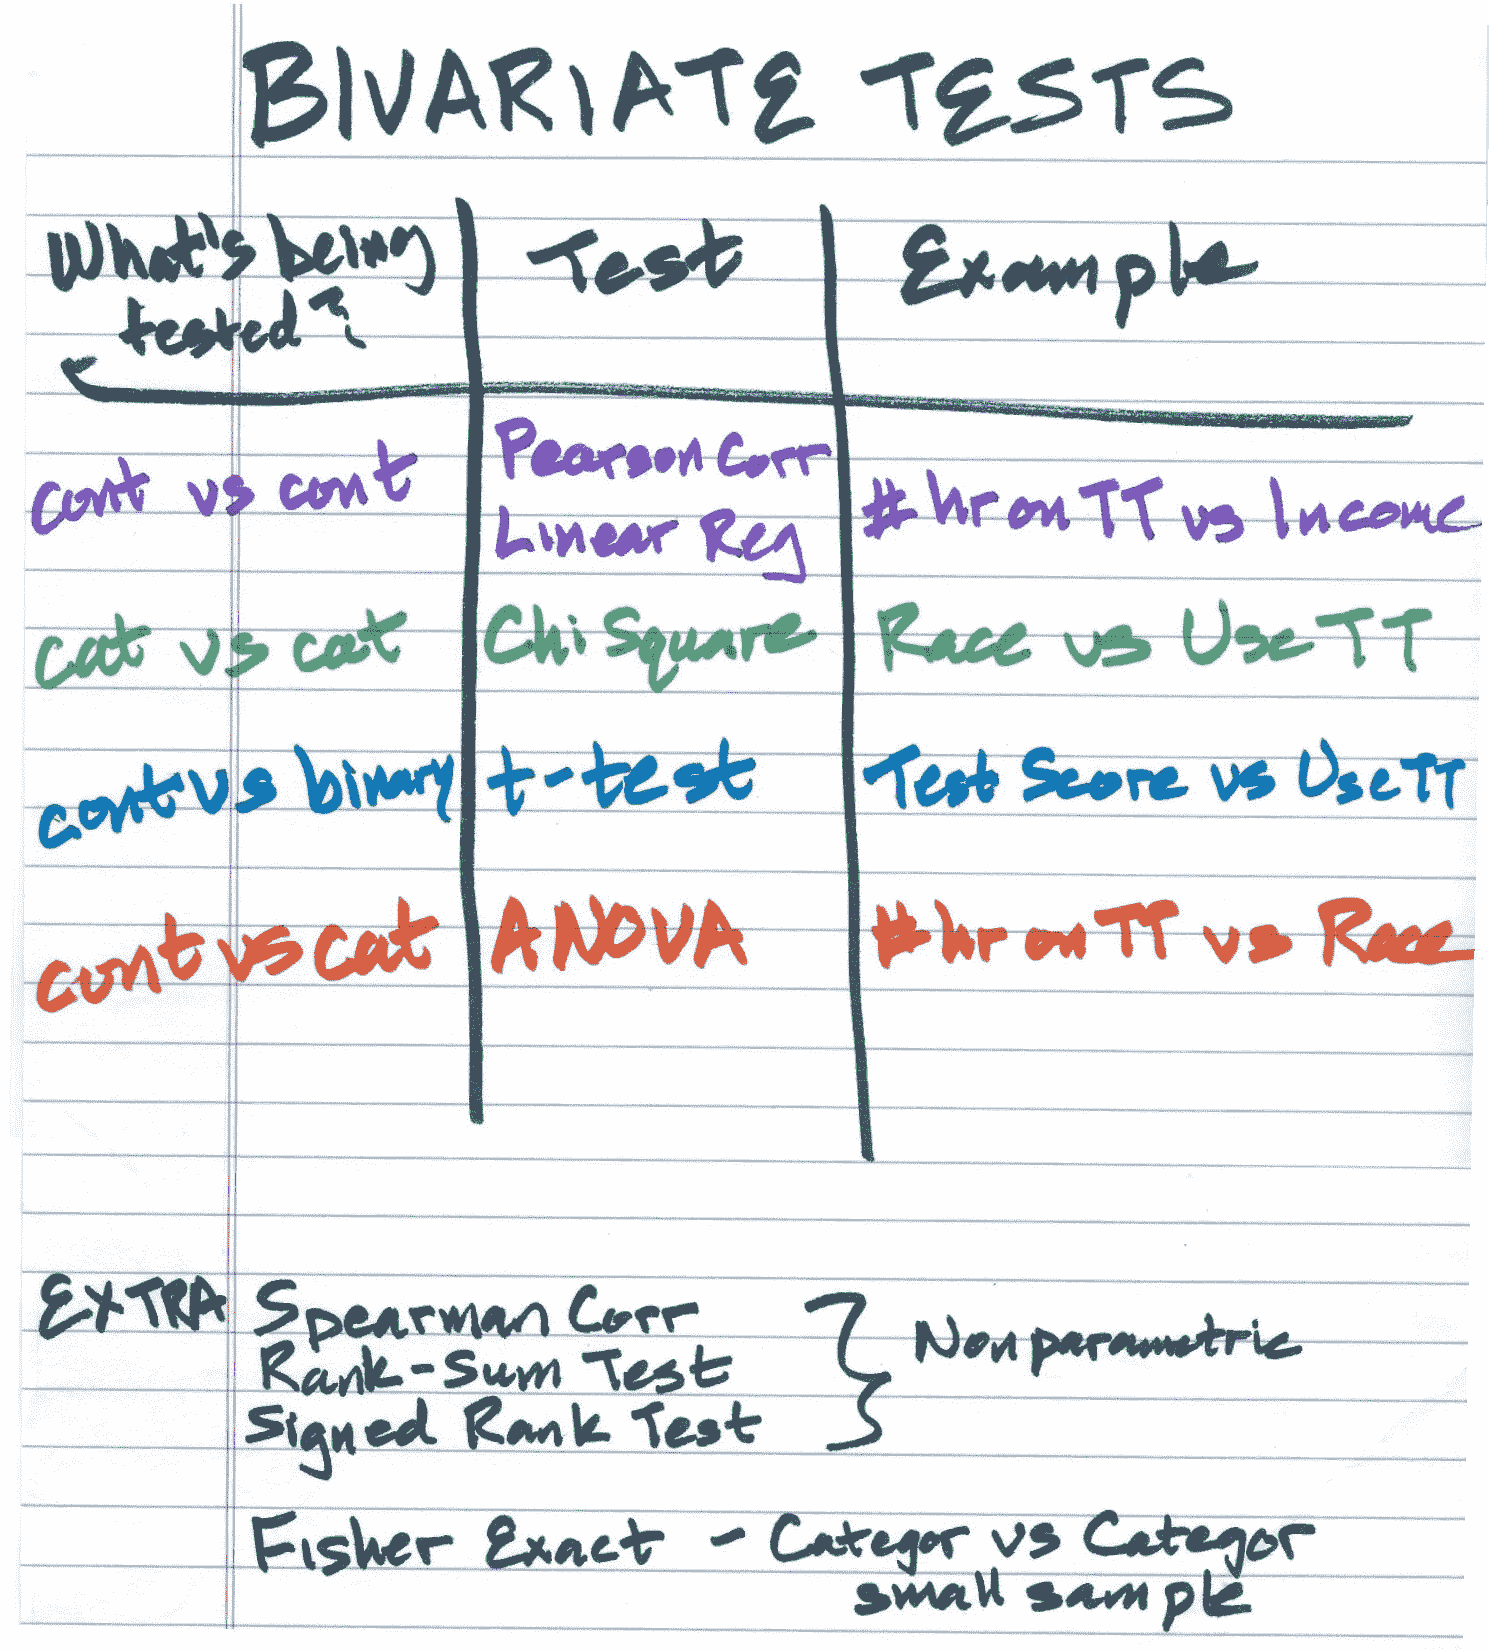 BIVARIATE TESTS
What's being tested? Test Example
cont vs cont Pearson Corr Linear Reg #hr on TT vs Income
cat vs cat Chi Square Race vs Use TT
cont vs binary t-test Test Score vs Use TT
cont vs cat ANOVA #hr on TT vs Race
EXTRA Spearman Corr
Rank-Sum Test
Signed Rank Test
Nonparametric
Fisher Exact - Categor vs Categor
small sample